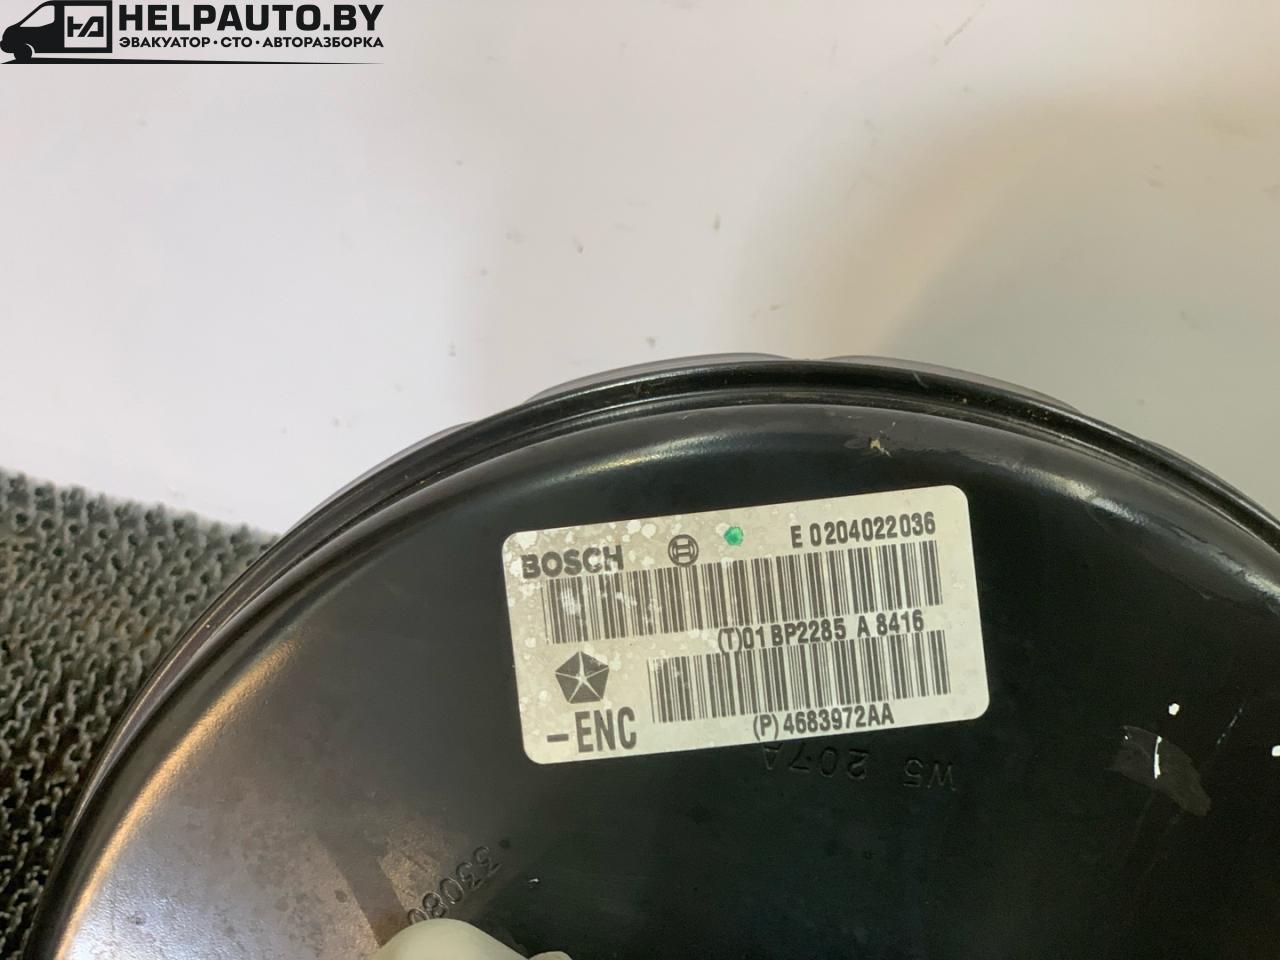 HELPAUTO.BY
ЭВАКУАТОР·СТО·АВТОРАЗБОРКА
BOSCH E 0204022036
(T)01 BP2285 A 8416
-ENC (P)4683972AA
W5 207A